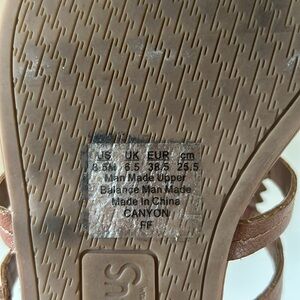 US UK EUR cm
8.5M 6.5 38.5 25.5
Man Made Upper
Balance Man Made
Made in China
CANYON
FF